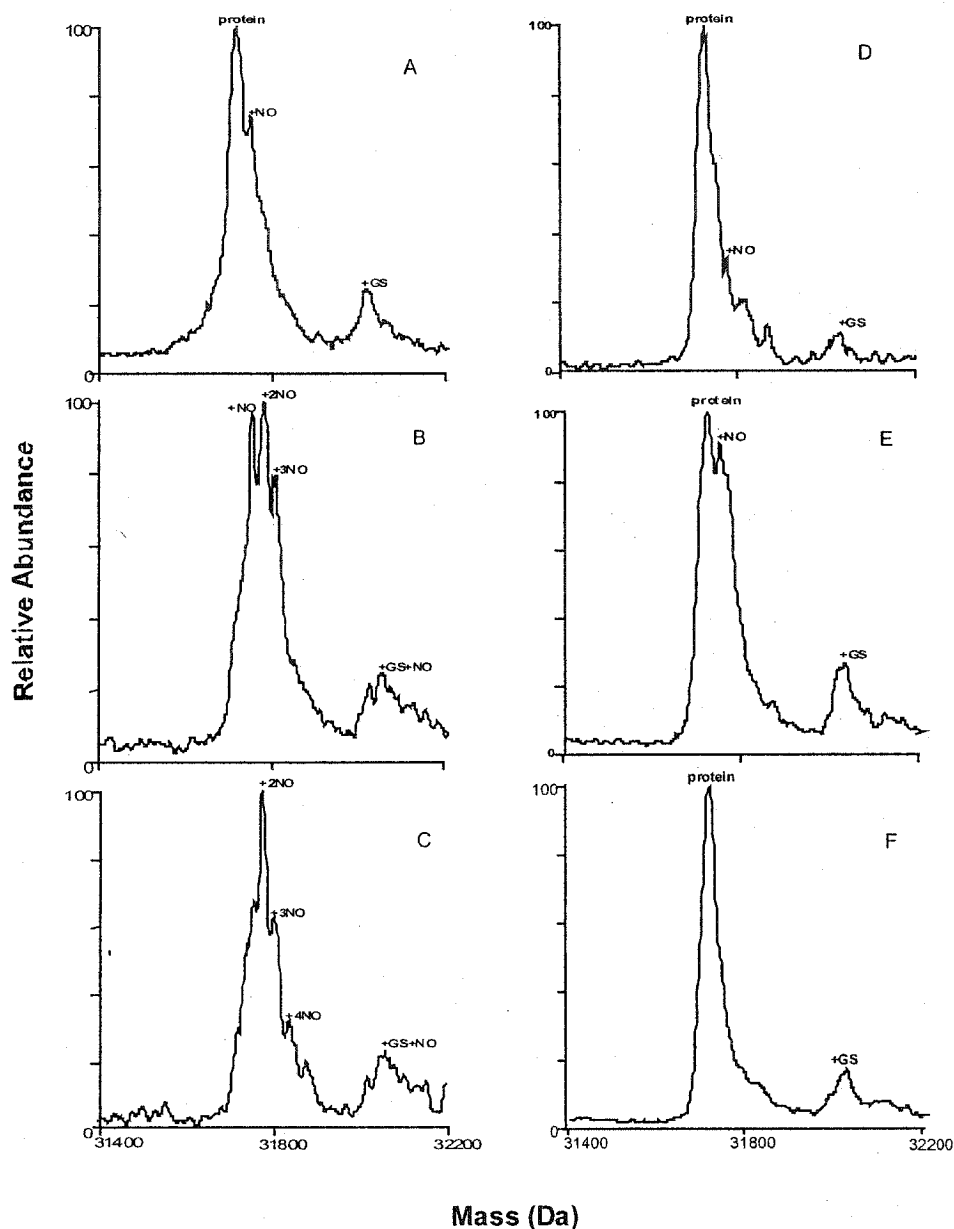 protein
100
A
+NO
+GS
0
+2NO
100
+NO
B
+3NO
+GS+NO
0
+2NO
100
C
+3NO
+4NO
+GS+NO
0
31400
31800
32200
protein
100
D
+NO
+GS
0
protein
100
+NO
E
+GS
0
protein
100
F
+GS
0
31400
31800
32200
Relative Abundance
Mass (Da)